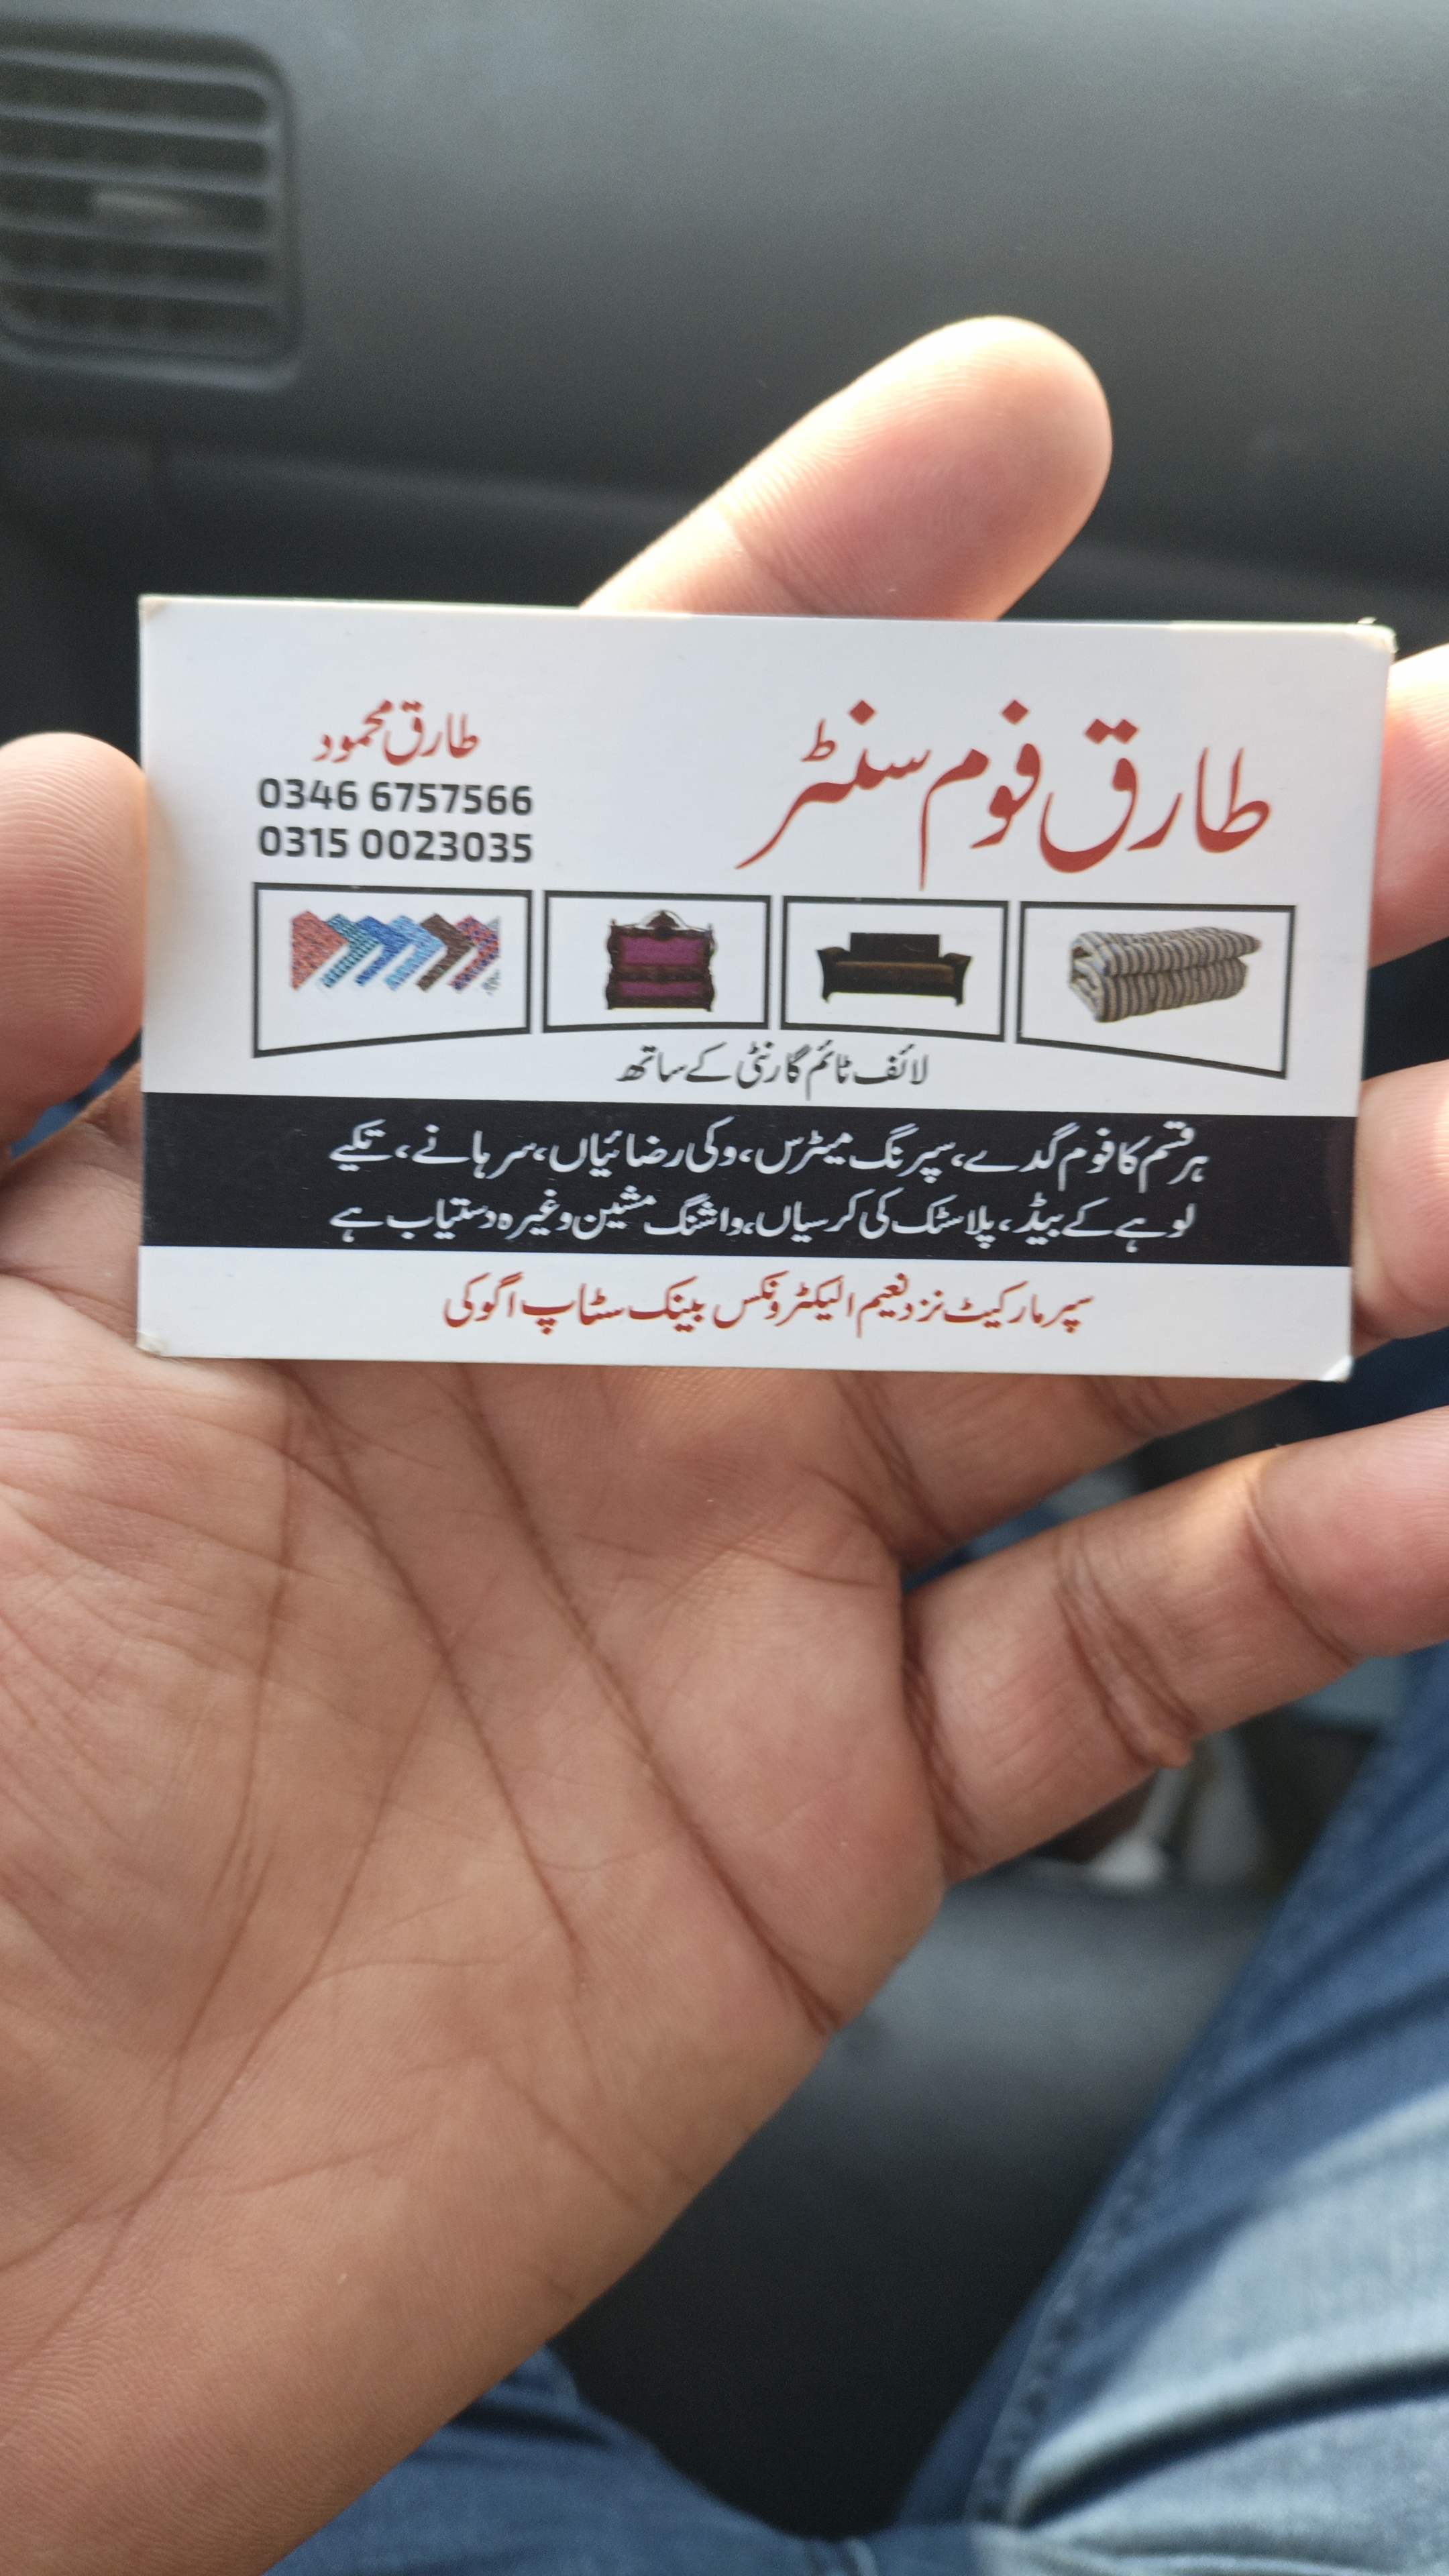 طارق فوم سنٹر
طارق محمود
0346 6757566
0315 0023035
لائف ٹائم گارنٹی کے ساتھ
ہر قسم کا فوم گدے، سپرنگ میٹرس، وکی رضائیاں، سرہانے، تکیے
لوہے کے بیڈ، پلاسٹک کی کرسیاں، واشنگ مشین وغیرہ دستیاب ہے
سپر مارکیٹ نزد نعیم الیکٹرونکس بینک سٹاپ اگوکی